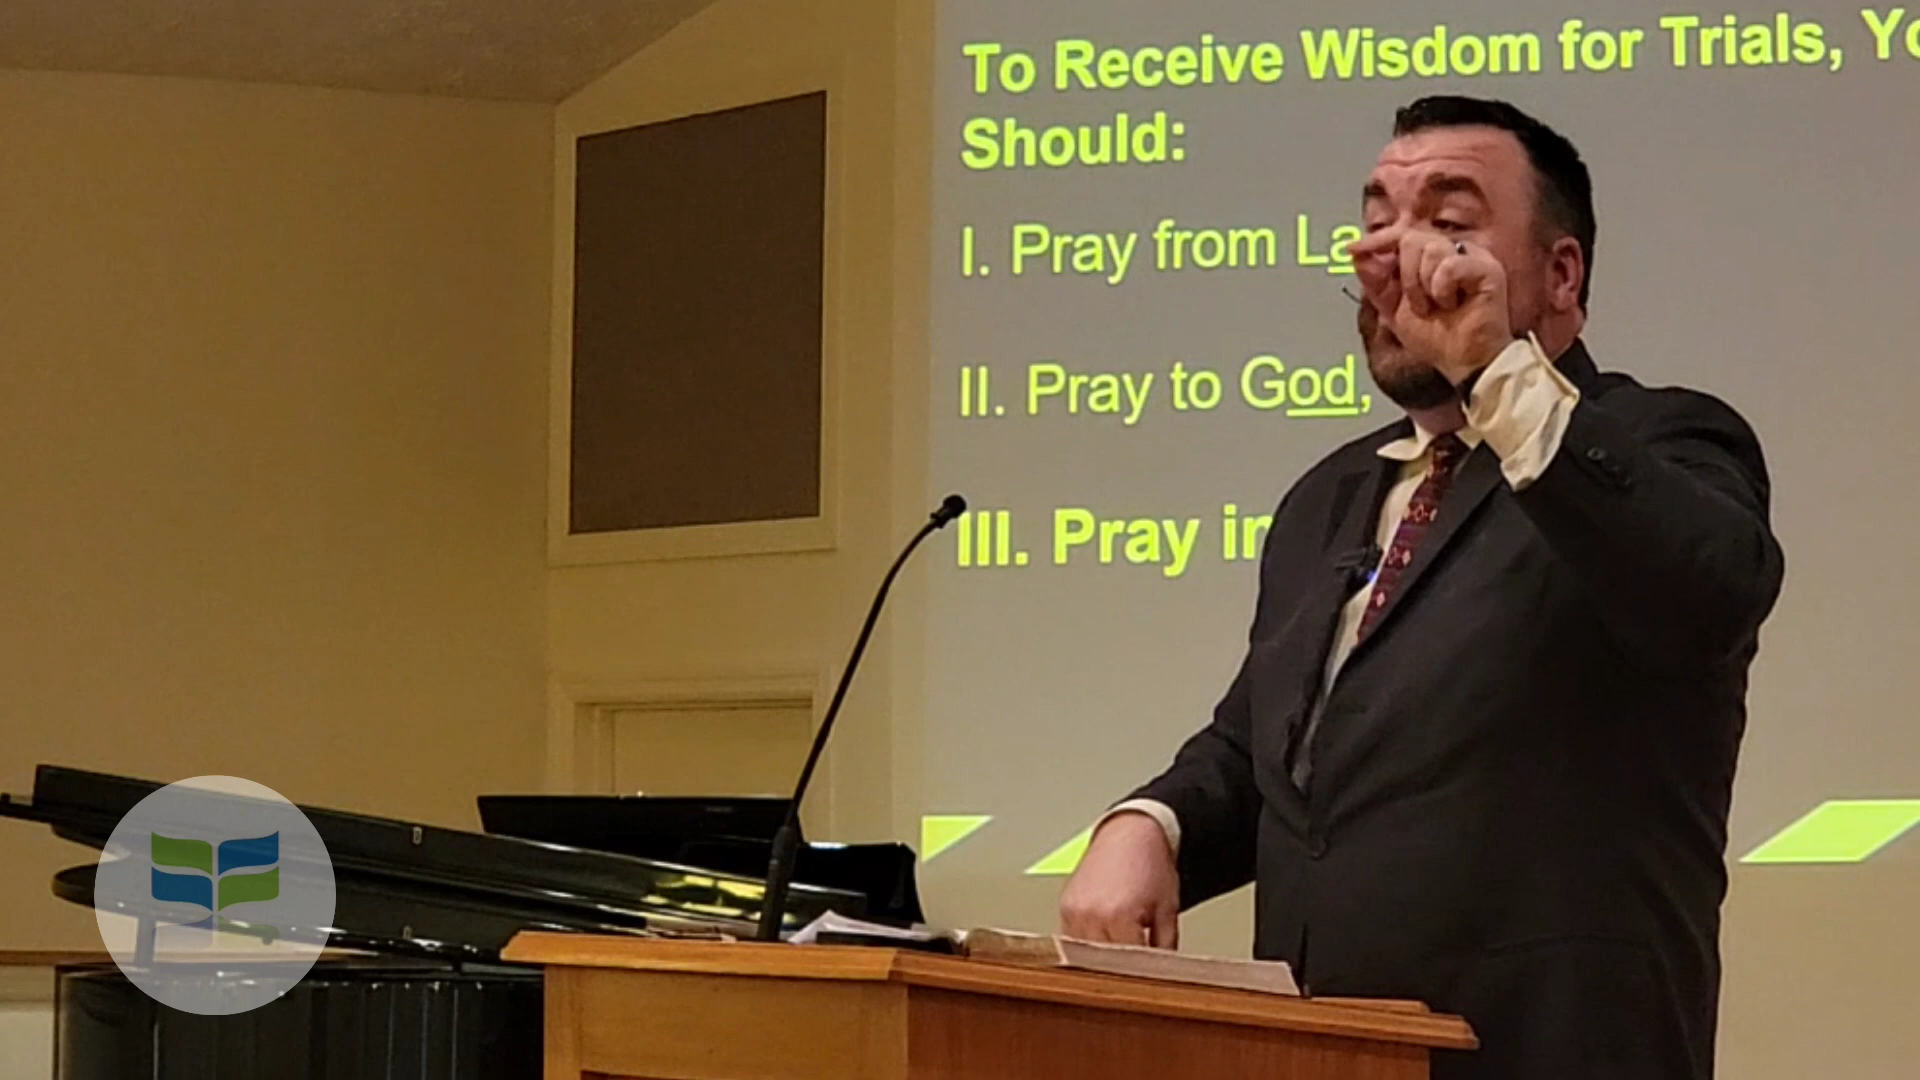 To Receive Wisdom for Trials, Yo
Should:
I. Pray from La
II. Pray to God,
III. Pray in